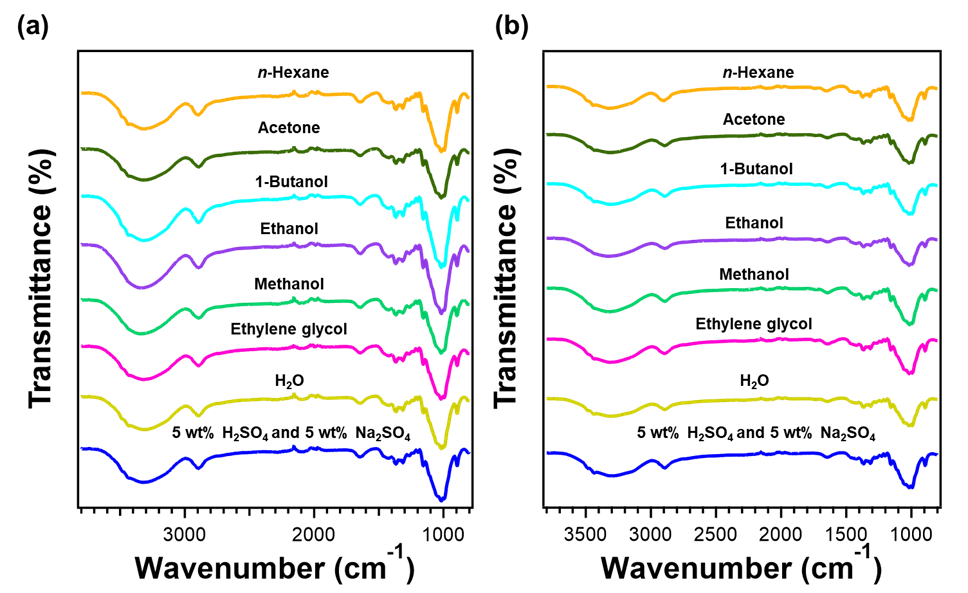 (a)
Transmittance (%)
n-Hexane
Acetone
1-Butanol
Ethanol
Methanol
Ethylene glycol
H₂O
5 wt% H₂SO₄ and 5 wt% Na₂SO₄
3000 2000 1000
Wavenumber (cm⁻¹)
(b)
Transmittance (%)
n-Hexane
Acetone
1-Butanol
Ethanol
Methanol
Ethylene glycol
H₂O
5 wt% H₂SO₄ and 5 wt% Na₂SO₄
3500 3000 2500 2000 1500 1000
Wavenumber (cm⁻¹)